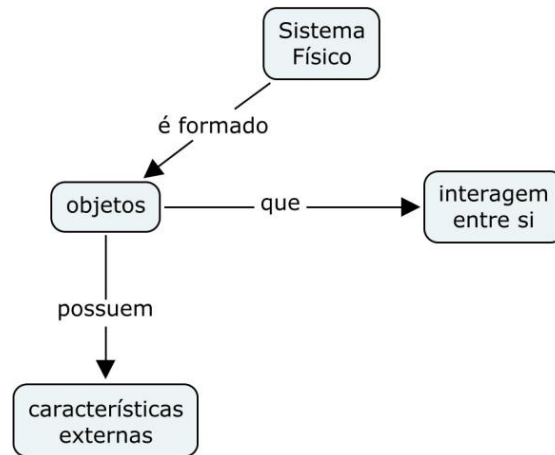 Sistema
Físico
é formado
objetos
que
interagem
entre si
possuem
características
externas